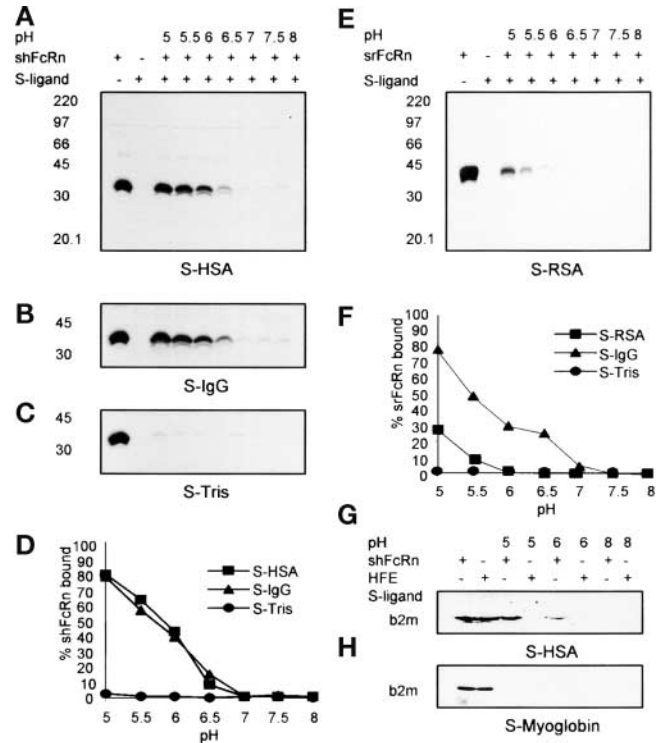 A
pH 5 5.5 6 6.5 7 7.5 8
shFcRn + - + + + + + + +
S-ligand - + + + + + + + +
220
97
66
45
30
20.1
S-HSA
B
45
30
S-IgG
C
45
30
S-Tris
D
% shFcRn bound
90
80
70
60
50
40
30
20
10
0
S-HSA
S-IgG
S-Tris
5 5.5 6 6.5 7 7.5 8
pH
E
pH 5 5.5 6 6.5 7 7.5 8
srFcRn + - + + + + + + +
S-ligand - + + + + + + + +
220
97
66
45
30
20.1
S-RSA
F
% srFcRn bound
100
90
80
70
60
50
40
30
20
10
0
S-RSA
S-IgG
S-Tris
5 5.5 6 6.5 7 7.5 8
pH
G
pH 5 5 6 6 8 8
shFcRn + - + - + - + -
HFE - + - + - + - +
S-ligand
b2m
S-HSA
H
b2m
S-Myoglobin